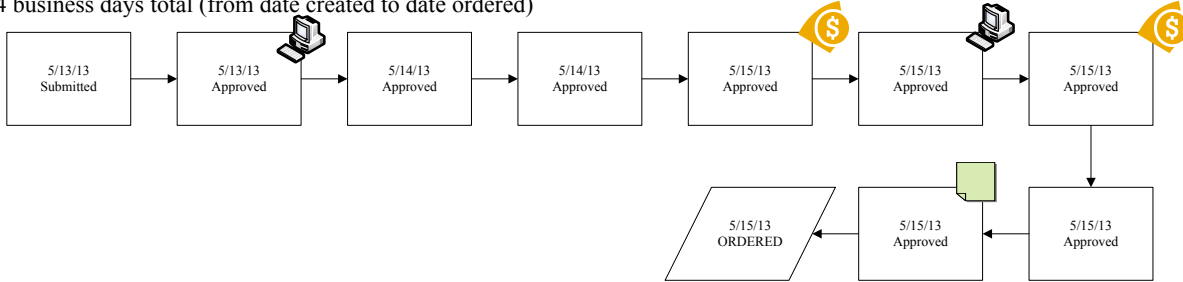 4 business days total (from date created to date ordered)
5/13/13
Submitted
5/13/13
Approved
5/14/13
Approved
5/14/13
Approved
5/15/13
Approved
5/15/13
Approved
5/15/13
Approved
5/15/13
Approved
5/15/13
Approved
5/15/13
ORDERED
$
$